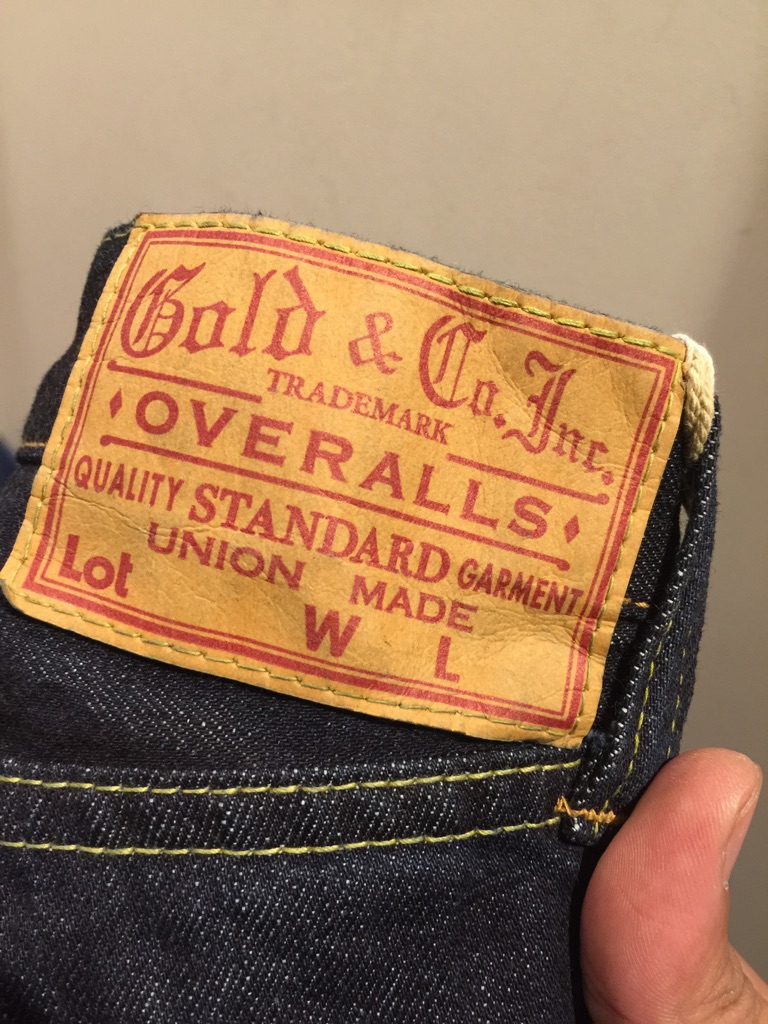 Gold & Co. Inc.
TRADEMARK
OVERALLS
QUALITY STANDARD GARMENT
UNION MADE
Lot W L